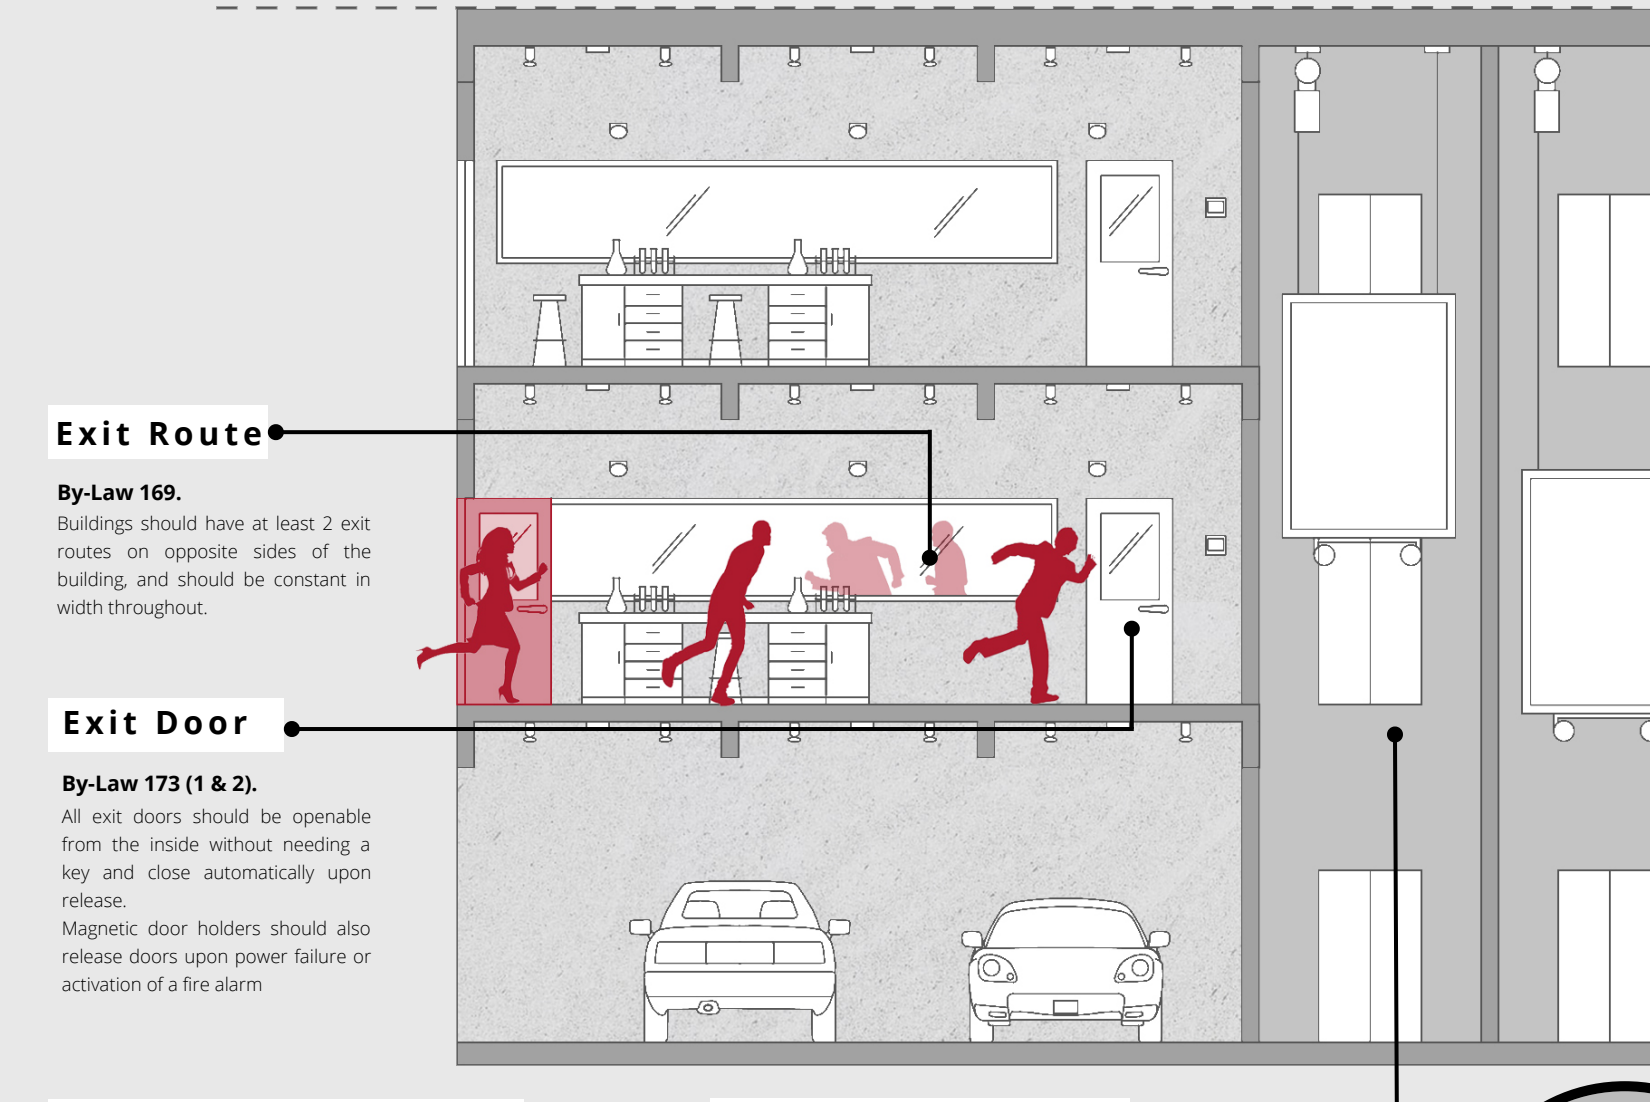 Exit Route
By-Law 169.
Buildings should have at least 2 exit
routes on opposite sides of the
building, and should be constant in
width throughout.
Exit Door
By-Law 173 (1 & 2).
All exit doors should be openable
from the inside without needing a
key and close automatically upon
release.
Magnetic door holders should also
release doors upon power failure or
activation of a fire alarm